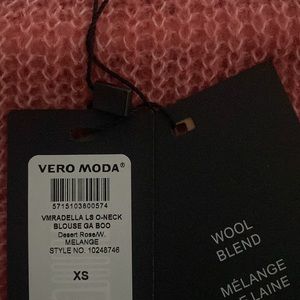 VERO MODA®
5715103800574
VMRADELLA LS O-NECK
BLOUSE GA BOO
Desert Rose/W.
MELANGE
STYLE NO. 10248746
XS
WOOL
BLEND
MÉLANGE
E LAINE